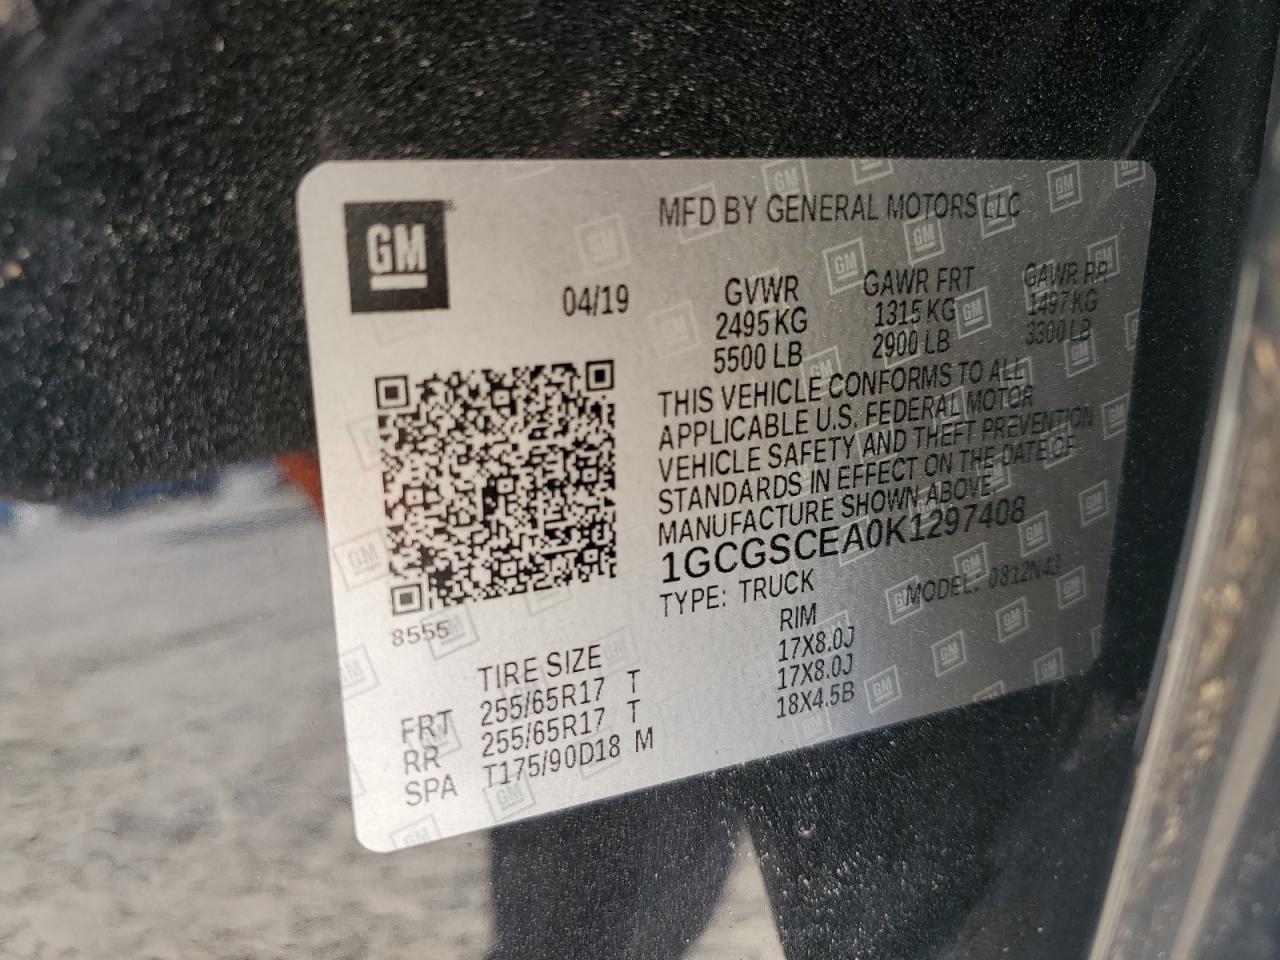 GM
MFD BY GENERAL MOTORS LLC
04/19
GVWR GAWR FRT GAWR RR
2495 KG 1315 KG 1497 KG
5500 LB 2900 LB 3300 LB
THIS VEHICLE CONFORMS TO ALL
APPLICABLE U.S. FEDERAL MOTOR
VEHICLE SAFETY AND THEFT PREVENTION
STANDARDS IN EFFECT ON THE DATE OF
MANUFACTURE SHOWN ABOVE.
1GCGSCEA0K1297408
TYPE: TRUCK MODEL: 0812N43
8555
TIRE SIZE RIM
FRT 255/65R17 T 17X8.0J
RR 255/65R17 T 17X8.0J
SPA T175/90D18 M 18X4.5B